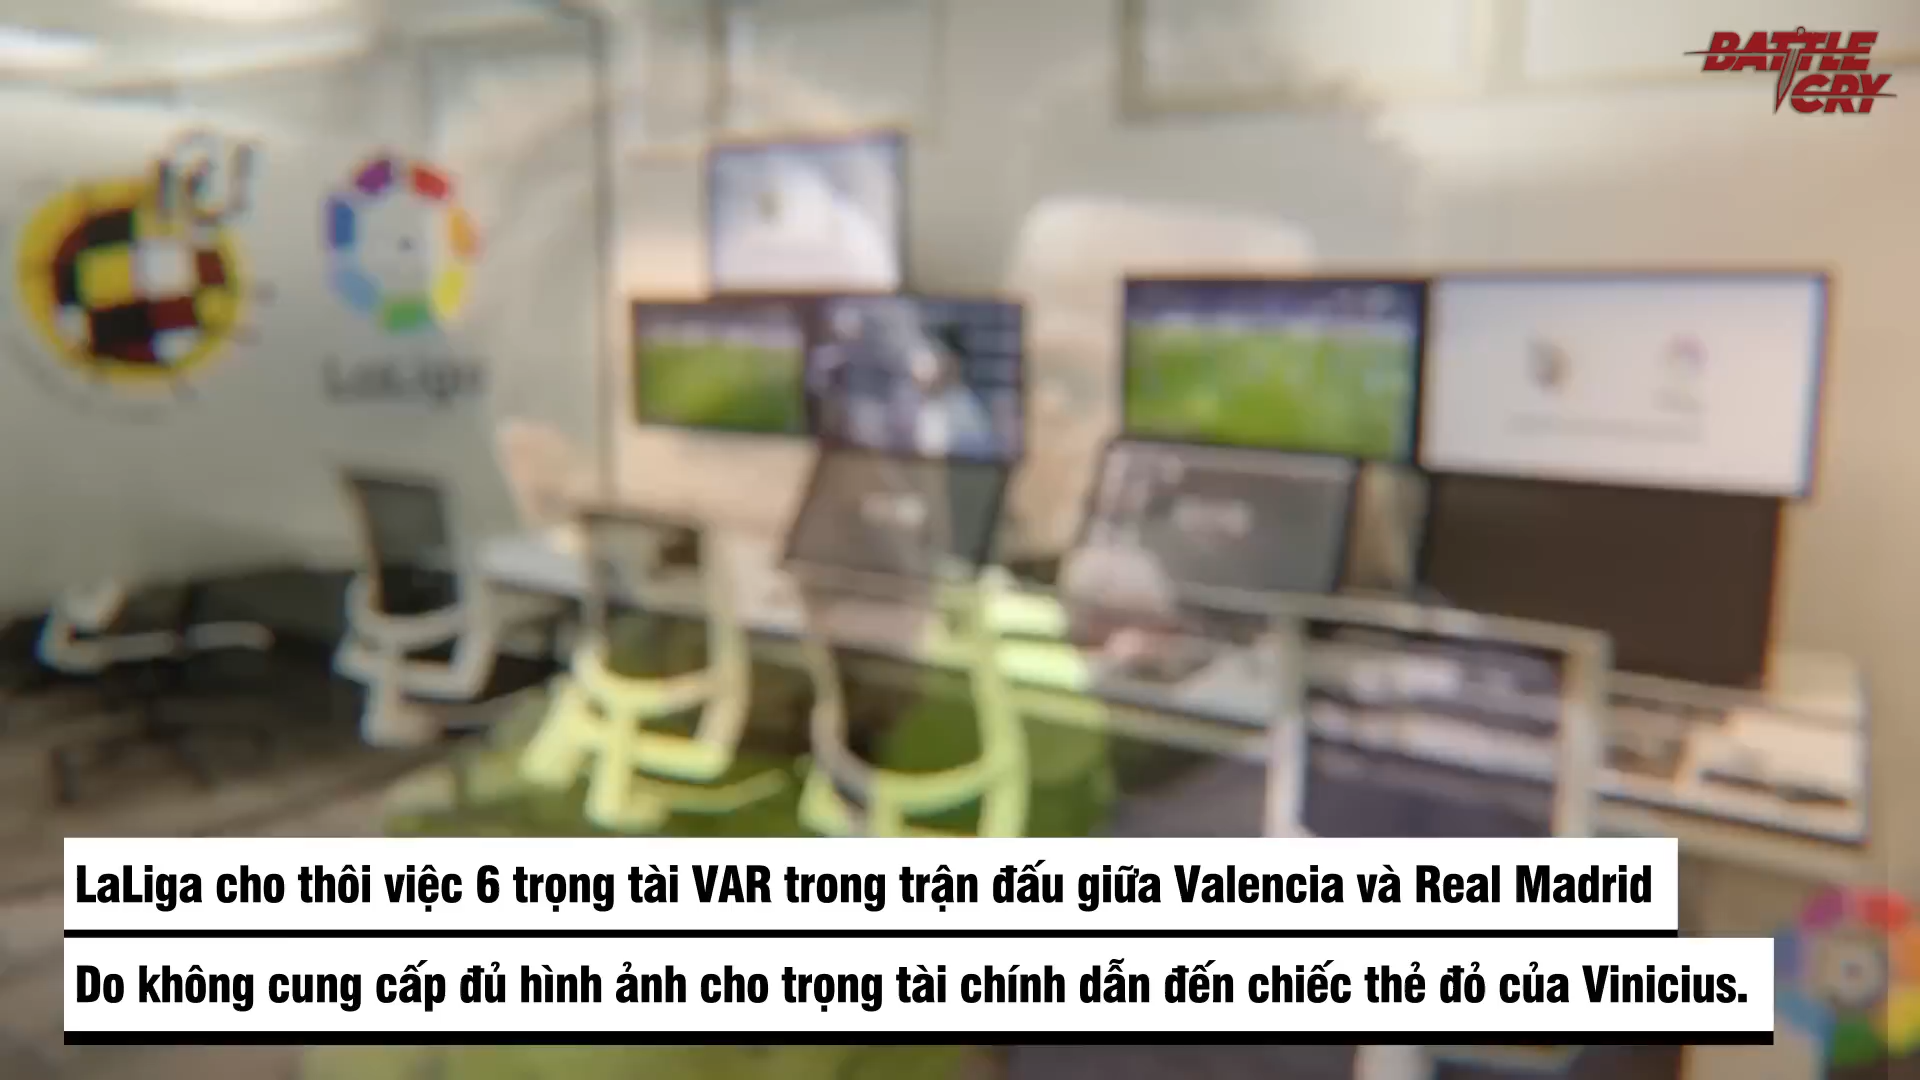 BATTLE
CRY
LaLiga
LaLiga cho thôi việc 6 trọng tài VAR trong trận đấu giữa Valencia và Real Madrid
Do không cung cấp đủ hình ảnh cho trọng tài chính dẫn đến chiếc thẻ đỏ của Vinicius.